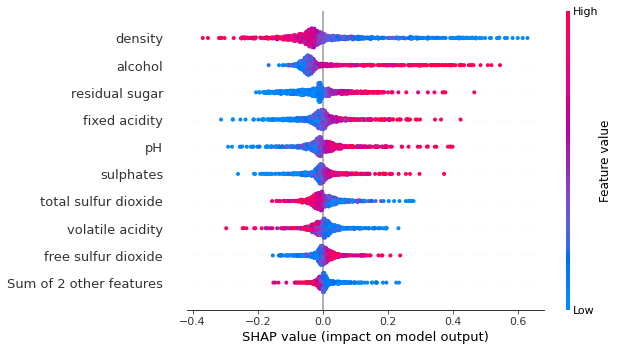 High
density
alcohol
residual sugar
fixed acidity
pH
sulphates
total sulfur dioxide
volatile acidity
free sulfur dioxide
Sum of 2 other features
Feature value
Low
−0.4 −0.2 0.0 0.2 0.4 0.6
SHAP value (impact on model output)